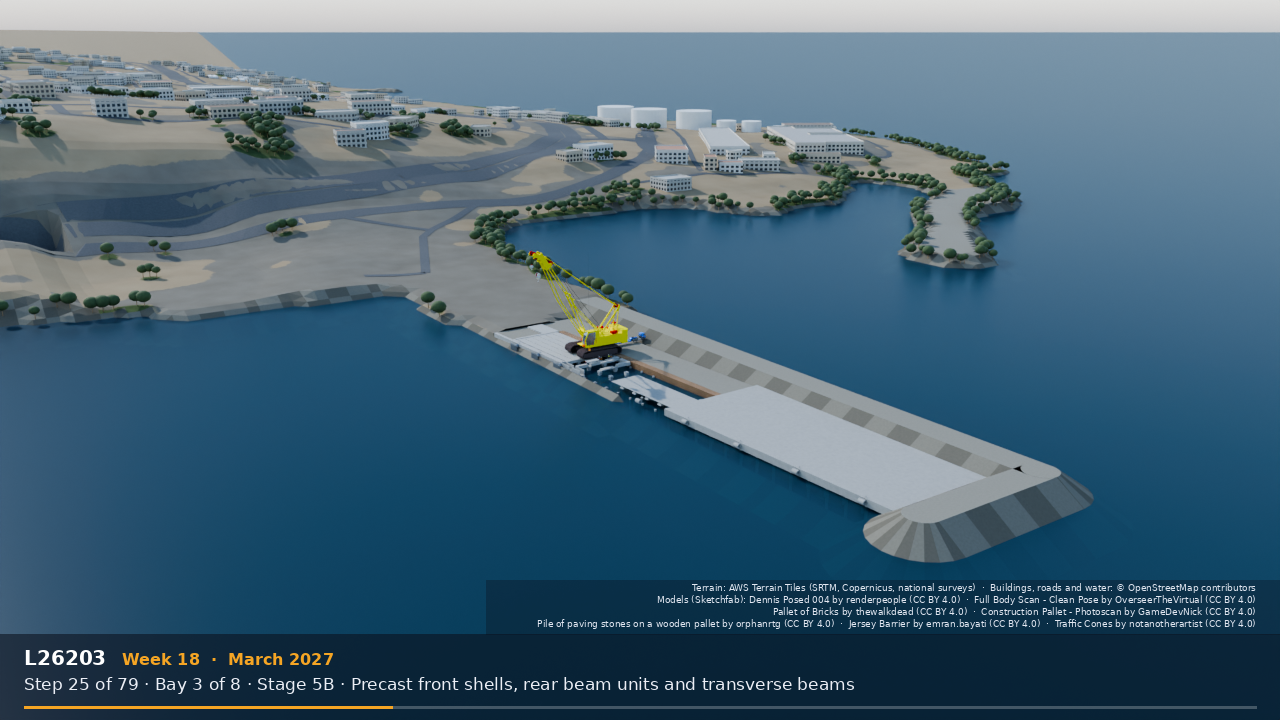 Terrain: AWS Terrain Tiles (SRTM, Copernicus, national surveys)  ·  Buildings, roads and water: © OpenStreetMap contributors
Models (Sketchfab): Dennis Posed 004 by renderpeople (CC BY 4.0)  ·  Full Body Scan - Clean Pose by OverseerTheVirtual (CC BY 4.0)
Pallet of Bricks by thewalkdead (CC BY 4.0)  ·  Construction Pallet - Photoscan by GameDevNick (CC BY 4.0)
Pile of paving stones on a wooden pallet by orphanrtg (CC BY 4.0)  ·  Jersey Barrier by emran.bayati (CC BY 4.0)  ·  Traffic Cones by notanotherartist (CC BY 4.0)
L26203 Week 18 · March 2027
Step 25 of 79 · Bay 3 of 8 · Stage 5B · Precast front shells, rear beam units and transverse beams